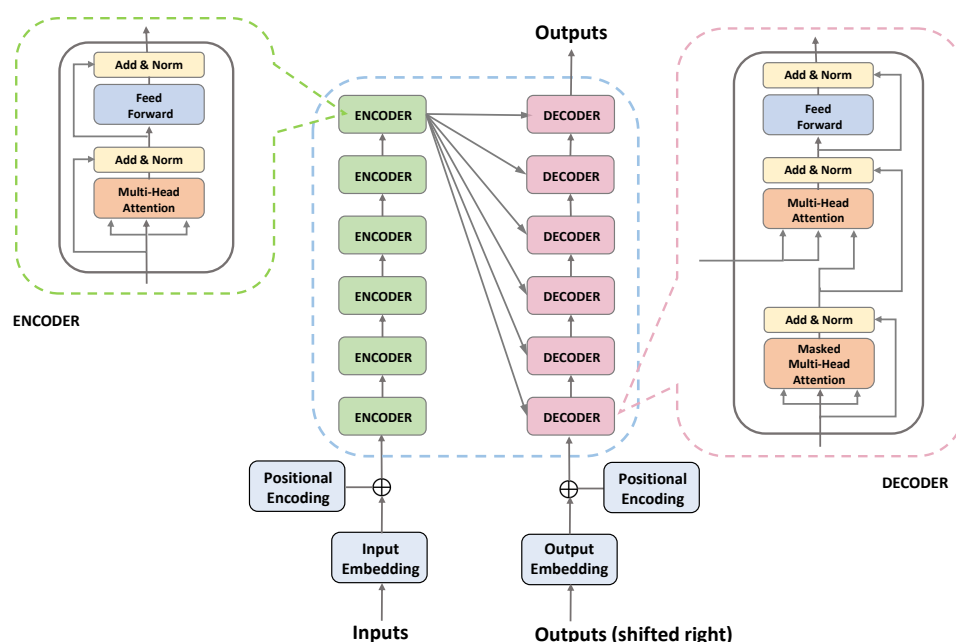 Outputs
Add & Norm
Feed
Forward
Add & Norm
Multi-Head
Attention
ENCODER
ENCODER
ENCODER
ENCODER
ENCODER
ENCODER
ENCODER
DECODER
DECODER
DECODER
DECODER
DECODER
DECODER
Add & Norm
Feed
Forward
Add & Norm
Multi-Head
Attention
Add & Norm
Masked
Multi-Head
Attention
DECODER
Positional
Encoding
Positional
Encoding
Input
Embedding
Output
Embedding
Inputs
Outputs (shifted right)